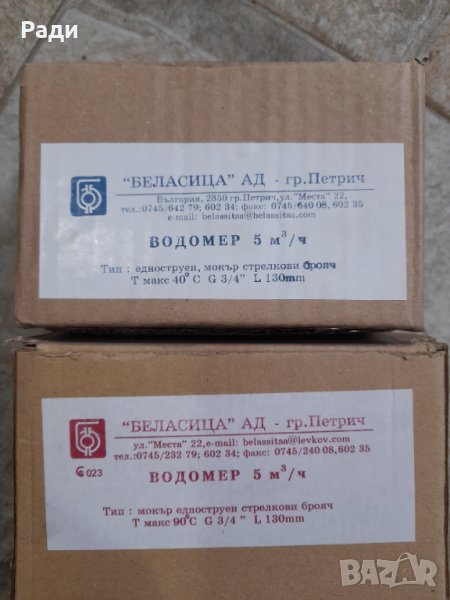 Ради
"БЕЛАСИЦА" АД - гр.Петрич
България, 2850 гр.Петрич,ул."Места" 22,
тел.:0745/642 79; 602 34; факс: 0745/640 08,602 35
e-mail: belassitsa@belassitsa.com
ВОДОМЕР 5 м³/ч
Тип : едноструен, мокър стрелкови брояч
Т макс 40°С G 3/4" L 130mm
"БЕЛАСИЦА" АД - гр.Петрич
ул."Места" 22,e-mail: belassitsa@levkov.com
тел.:0745/232 79; 602 34; факс: 0745/240 08,602 35
023
ВОДОМЕР 5 м³/ч
Тип : мокър едноструен стрелкови брояч
Т макс 90°С G 3/4" L 130mm
BAZAR